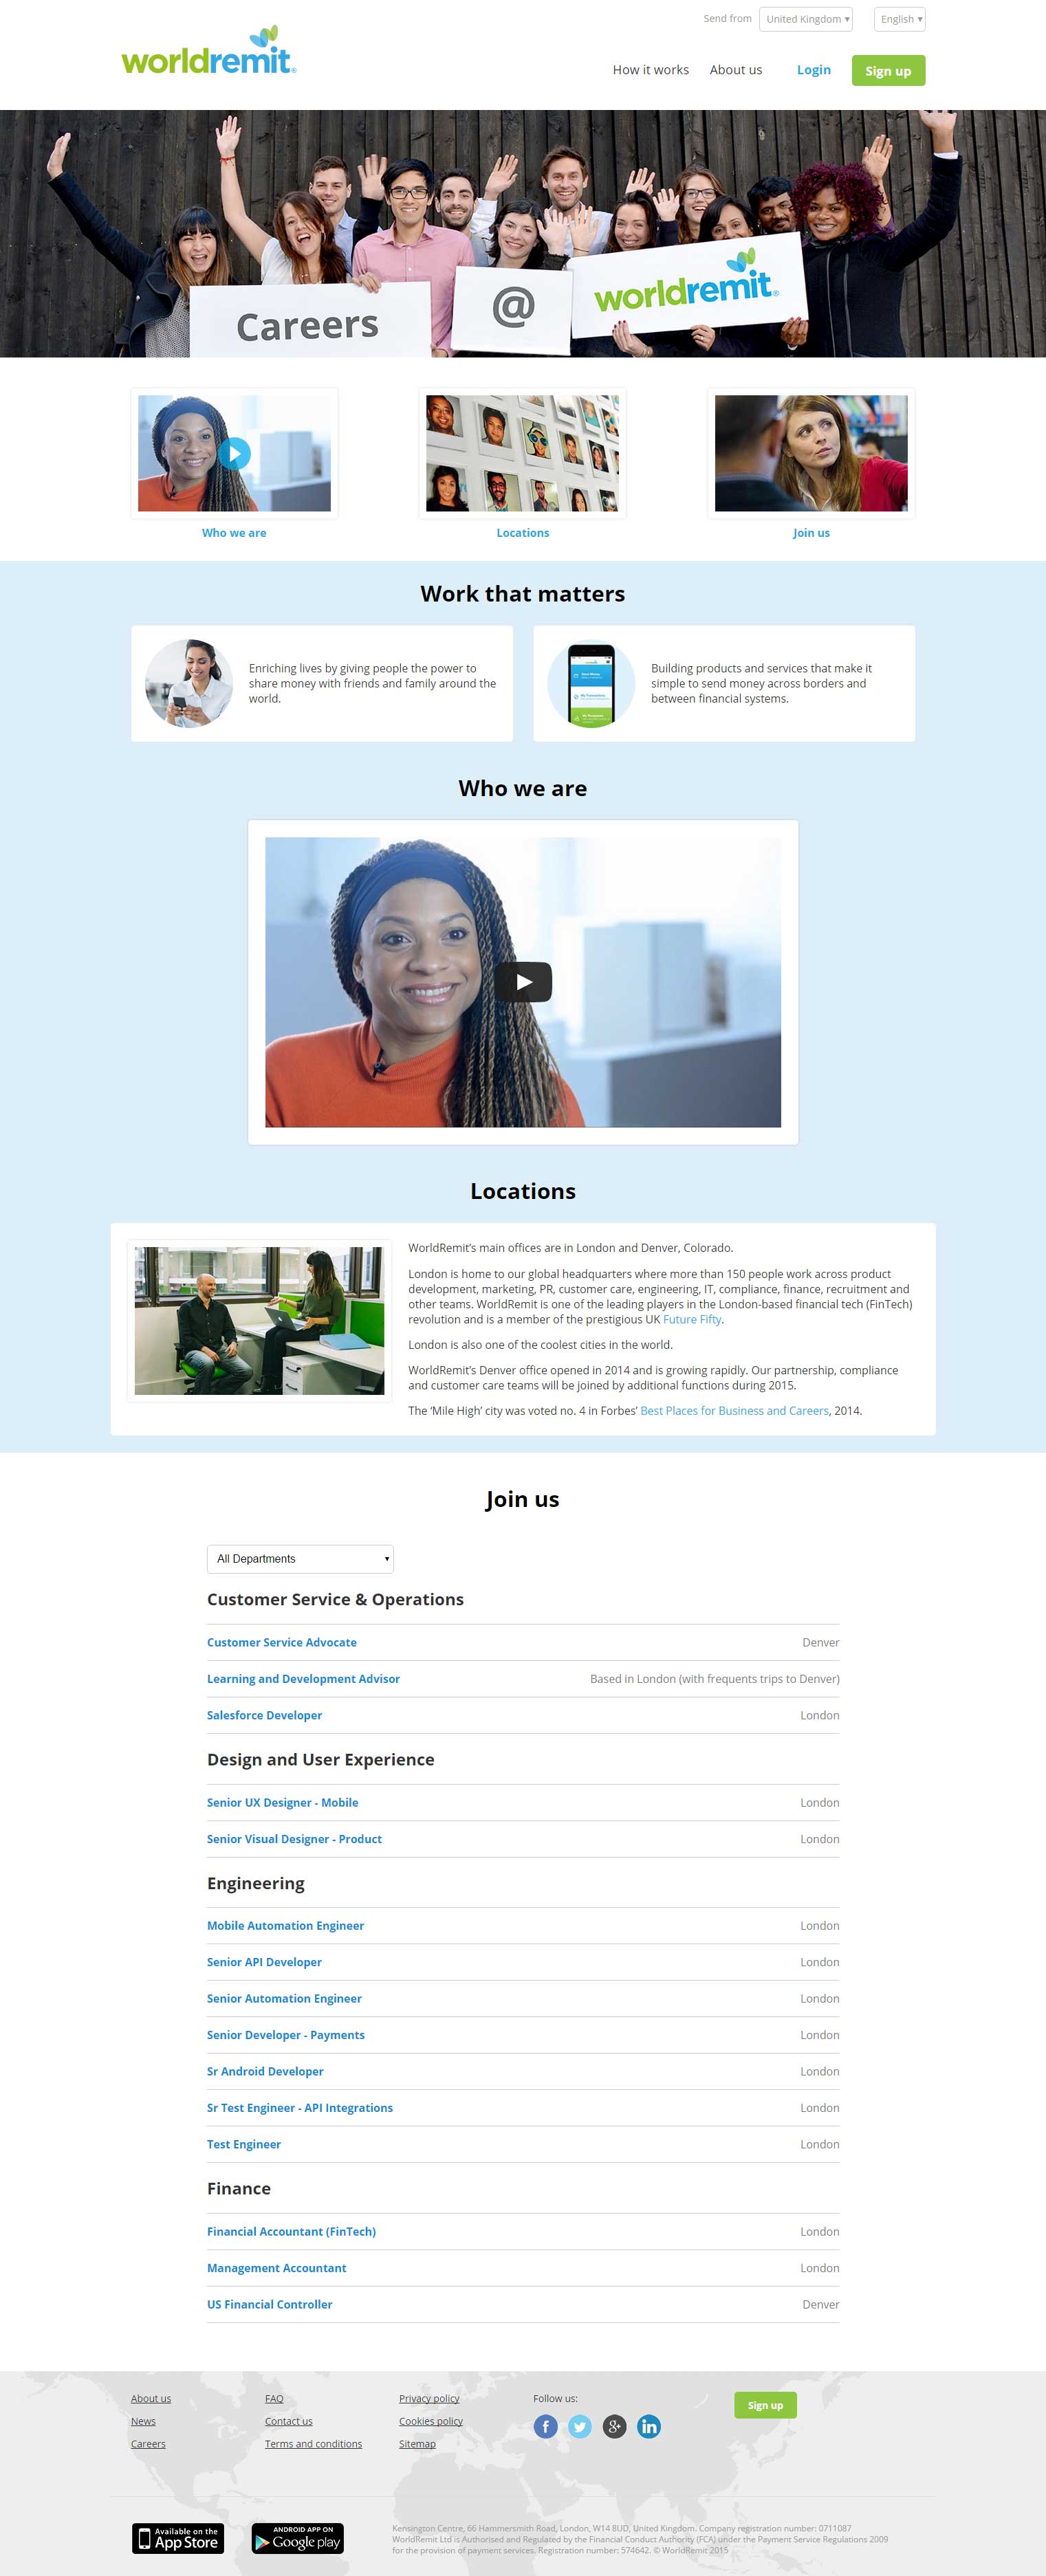 Send from United Kingdom ▾ English ▾
worldremit®
How it works About us Login Sign up
Careers @ worldremit®
Who we are Locations Join us
Work that matters
Enriching lives by giving people the power to
share money with friends and family around the
world.
Building products and services that make it
simple to send money across borders and
between financial systems.
Who we are
Locations
WorldRemit’s main offices are in London and Denver, Colorado.
London is home to our global headquarters where more than 150 people work across product
development, marketing, PR, customer care, engineering, IT, compliance, finance, recruitment and
other teams. WorldRemit is one of the leading players in the London-based financial tech (FinTech)
revolution and is a member of the prestigious UK Future Fifty.
London is also one of the coolest cities in the world.
WorldRemit’s Denver office opened in 2014 and is growing rapidly. Our partnership, compliance
and customer care teams will be joined by additional functions during 2015.
The ‘Mile High’ city was voted no. 4 in Forbes’ Best Places for Business and Careers, 2014.
Join us
All Departments
Customer Service & Operations
Customer Service Advocate Denver
Learning and Development Advisor Based in London (with frequents trips to Denver)
Salesforce Developer London
Design and User Experience
Senior UX Designer - Mobile London
Senior Visual Designer - Product London
Engineering
Mobile Automation Engineer London
Senior API Developer London
Senior Automation Engineer London
Senior Developer - Payments London
Sr Android Developer London
Sr Test Engineer - API Integrations London
Test Engineer London
Finance
Financial Accountant (FinTech) London
Management Accountant London
US Financial Controller Denver
About us FAQ Privacy policy Follow us: Sign up
News Contact us Cookies policy
Careers Terms and conditions Sitemap
Available on the
App Store
ANDROID APP ON
Google play
Kensington Centre, 66 Hammersmith Road, London, W14 8UD, United Kingdom. Company registration number: 0711087
WorldRemit Ltd is Authorised and Regulated by the Financial Conduct Authority (FCA) under the Payment Service Regulations 2009
for the provision of payment services. Registration number: 574642. © WorldRemit 2015